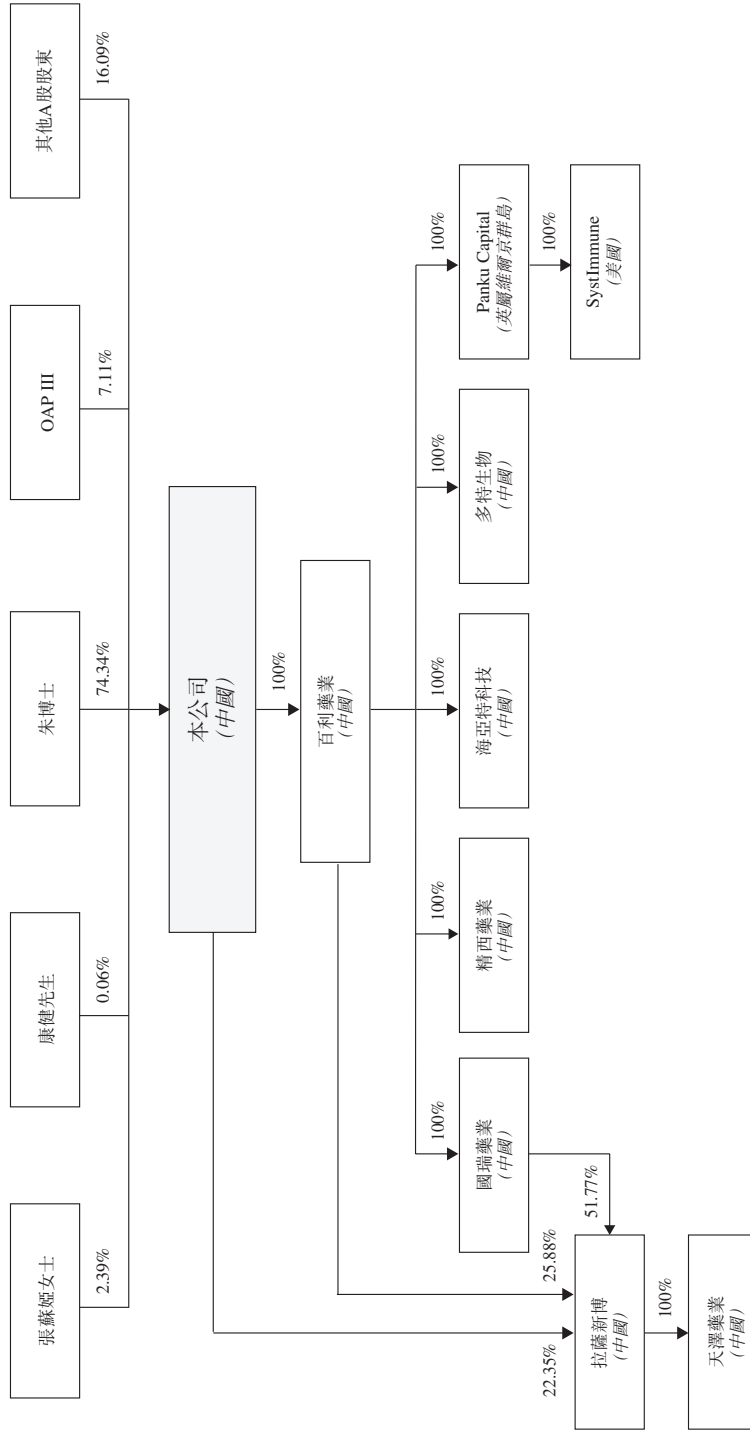 張蘇婭女士
康健先生
朱博士
OAP III
其他A股股東
2.39%
0.06%
74.34%
7.11%
16.09%
本公司
(中國)
100%
百利藥業
(中國)
100%
100%
100%
100%
100%
國瑞藥業
(中國)
精西藥業
(中國)
海亞特科技
(中國)
多特生物
(中國)
Panku Capital
(英屬維爾京群島)
22.35%
25.88%
51.77%
100%
拉薩新博
(中國)
SystImmune
(美國)
100%
天澤藥業
(中國)